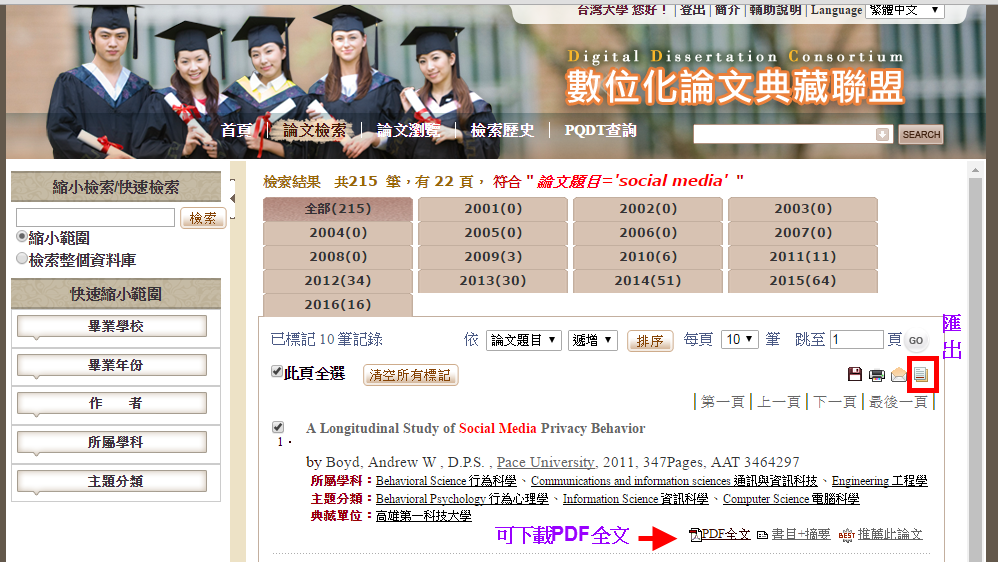 台灣大學 您好！ | 登出 | 簡介 | 輔助說明 | Language 繁體中文
Digital Dissertation Consortium
數位化論文典藏聯盟
首頁 | 論文檢索 | 論文瀏覽 | 檢索歷史 | PQDT查詢
SEARCH
縮小檢索/快速檢索
檢索
縮小範圍
檢索整個資料庫
快速縮小範圍
畢業學校
畢業年份
作 者
所屬學科
主題分類
檢索結果 共215 筆，有 22 頁， 符合 " 論文題目='social media' "
全部(215) 2001(0) 2002(0) 2003(0)
2004(0) 2005(0) 2006(0) 2007(0)
2008(0) 2009(3) 2010(6) 2011(11)
2012(34) 2013(30) 2014(51) 2015(64)
2016(16)
已標記 10 筆記錄 依 論文題目 遞增 排序 每頁 10 筆 跳至 1 頁 GO
匯出
此頁全選 清空所有標記
| 第一頁 | 上一頁 | 下一頁 | 最後一頁 |
A Longitudinal Study of Social Media Privacy Behavior
1 .
by Boyd, Andrew W , D.P.S. , Pace University, 2011, 347Pages, AAT 3464297
所屬學科：Behavioral Science 行為科學、Communications and information sciences 通訊與資訊科技、Engineering 工程學
主題分類：Behavioral Psychology 行為心理學、Information Science 資訊科學、Computer Science 電腦科學
典藏單位：高雄第一科技大學
可下載PDF全文 PDF全文 書目+摘要 BEST 推薦此論文